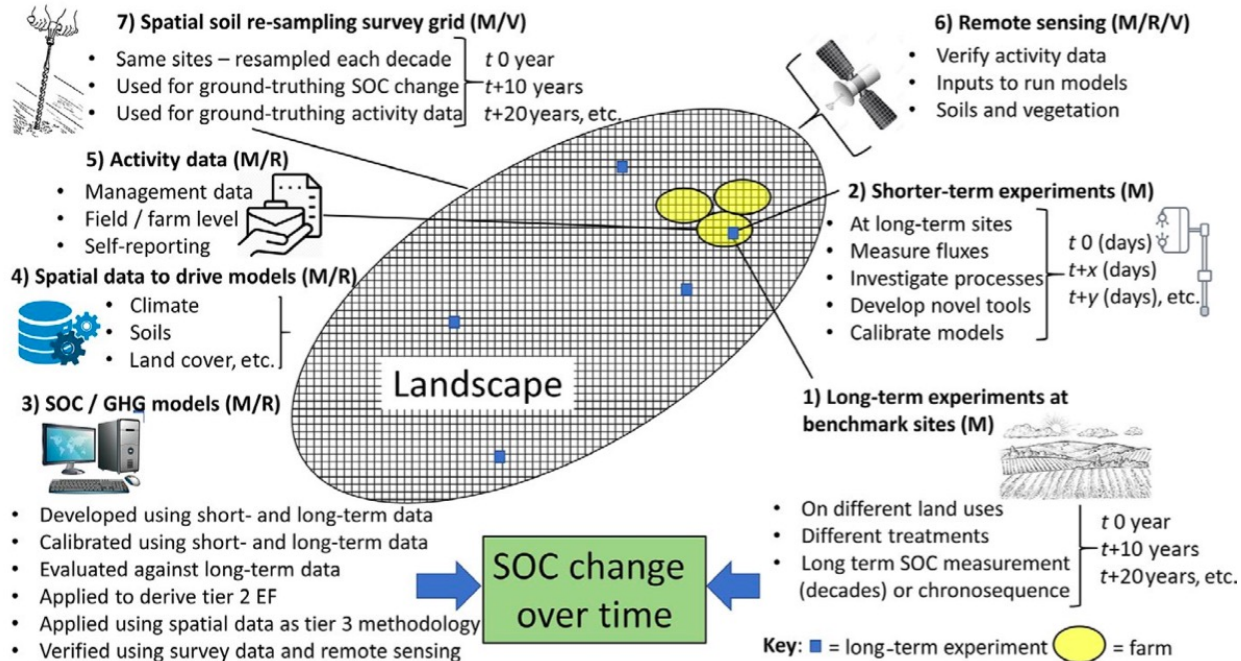 7) Spatial soil re-sampling survey grid (M/V)
• Same sites – resampled each decade
• Used for ground-truthing SOC change
• Used for ground-truthing activity data
t 0 year
t+10 years
t+20 years, etc.
6) Remote sensing (M/R/V)
• Verify activity data
• Inputs to run models
• Soils and vegetation
5) Activity data (M/R)
• Management data
• Field / farm level
• Self-reporting
2) Shorter-term experiments (M)
• At long-term sites
• Measure fluxes
• Investigate processes
• Develop novel tools
• Calibrate models
t 0 (days)
t+x (days)
t+y (days), etc.
4) Spatial data to drive models (M/R)
• Climate
• Soils
• Land cover, etc.
Landscape
3) SOC / GHG models (M/R)
• Developed using short- and long-term data
• Calibrated using short- and long-term data
• Evaluated against long-term data
• Applied to derive tier 2 EF
• Applied using spatial data as tier 3 methodology
• Verified using survey data and remote sensing
1) Long-term experiments at
benchmark sites (M)
• On different land uses
• Different treatments
• Long term SOC measurement
(decades) or chronosequence
t 0 year
t+10 years
t+20 years, etc.
SOC change
over time
Key: = long-term experiment = farm